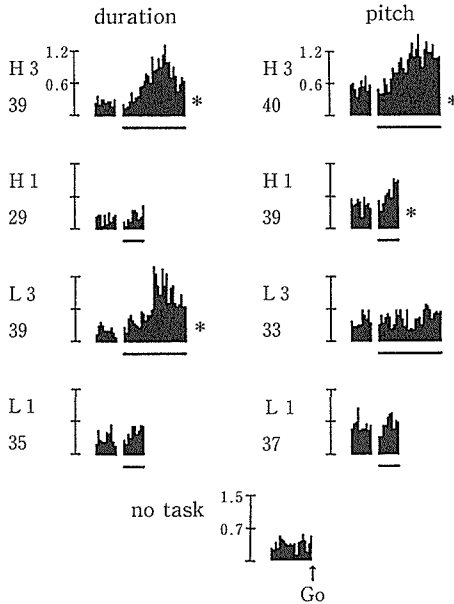 duration pitch
H 3 1.2 0.6 39 *
H 3 1.2 0.6 40 *
H 1 29
H 1 39 *
L 3 39 *
L 3 33
L 1 35
L 1 37
no task 1.5 0.7
↑
Go